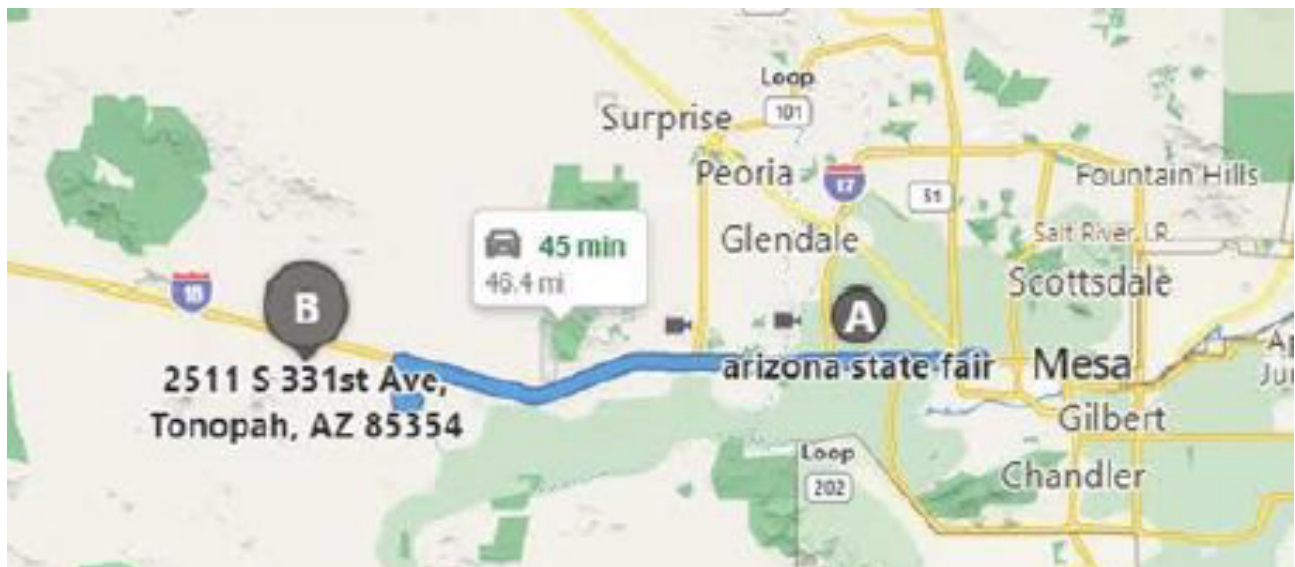 Loop
101
Surprise
Peoria
17
51
Fountain Hills
Glendale
Salt River I.R.
45 min
46.4 mi
Scottsdale
10
B
A
arizona state fair
Mesa
2511 S 331st Ave,
Tonopah, AZ 85354
Gilbert
Loop
202
Chandler